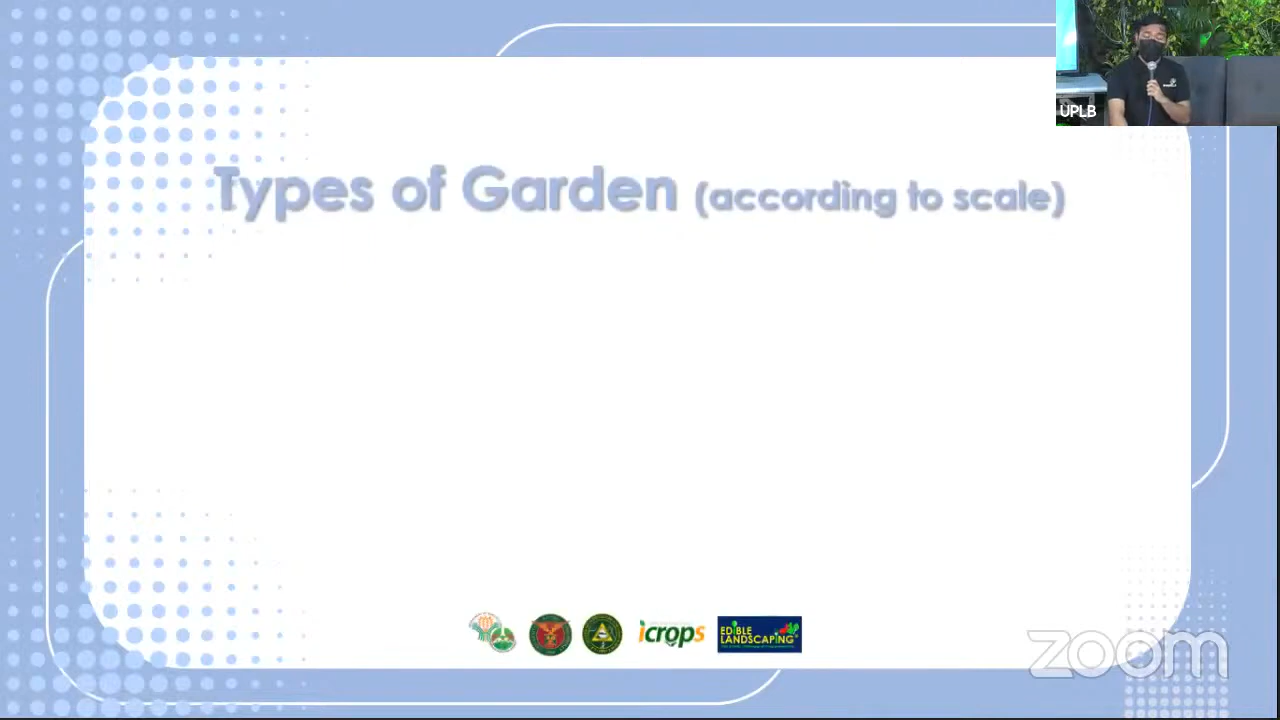 UPLB
Types of Garden (according to scale)
icrops
EDIBLE
LANDSCAPING
zoom